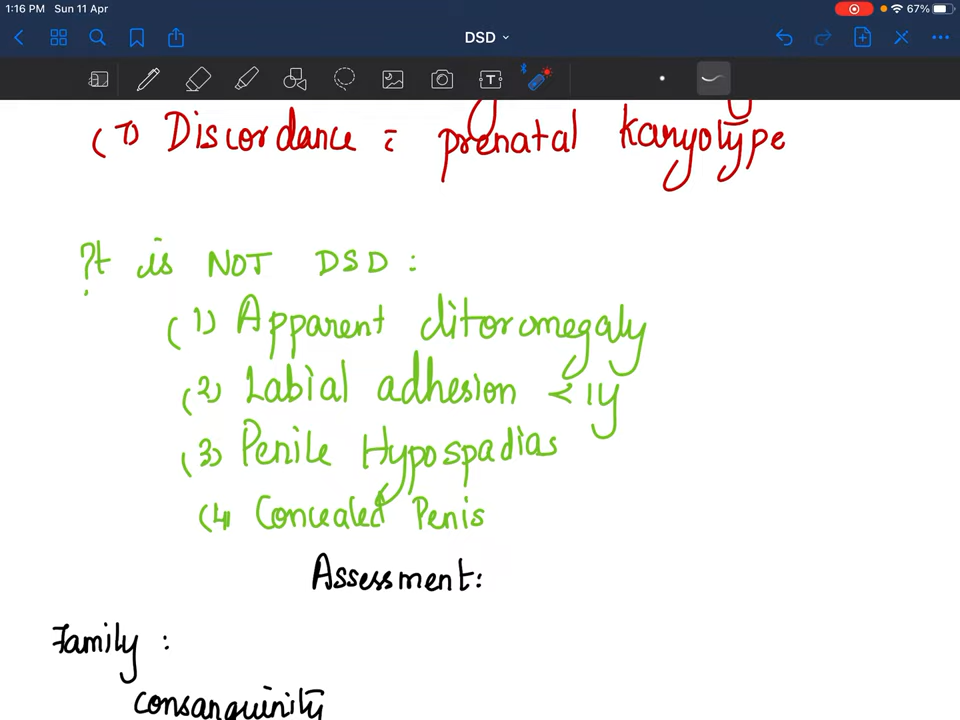 1:16 PM Sun 11 Apr
67%
DSD
T
(7) Discordance = prenatal karyotype
It is NOT DSD :
(1) Apparent clitoromegaly
(2) Labial adhesion < 1y
(3) Penile Hypospadias
(4) Concealed Penis
Assessment:
Family :
consanguinity